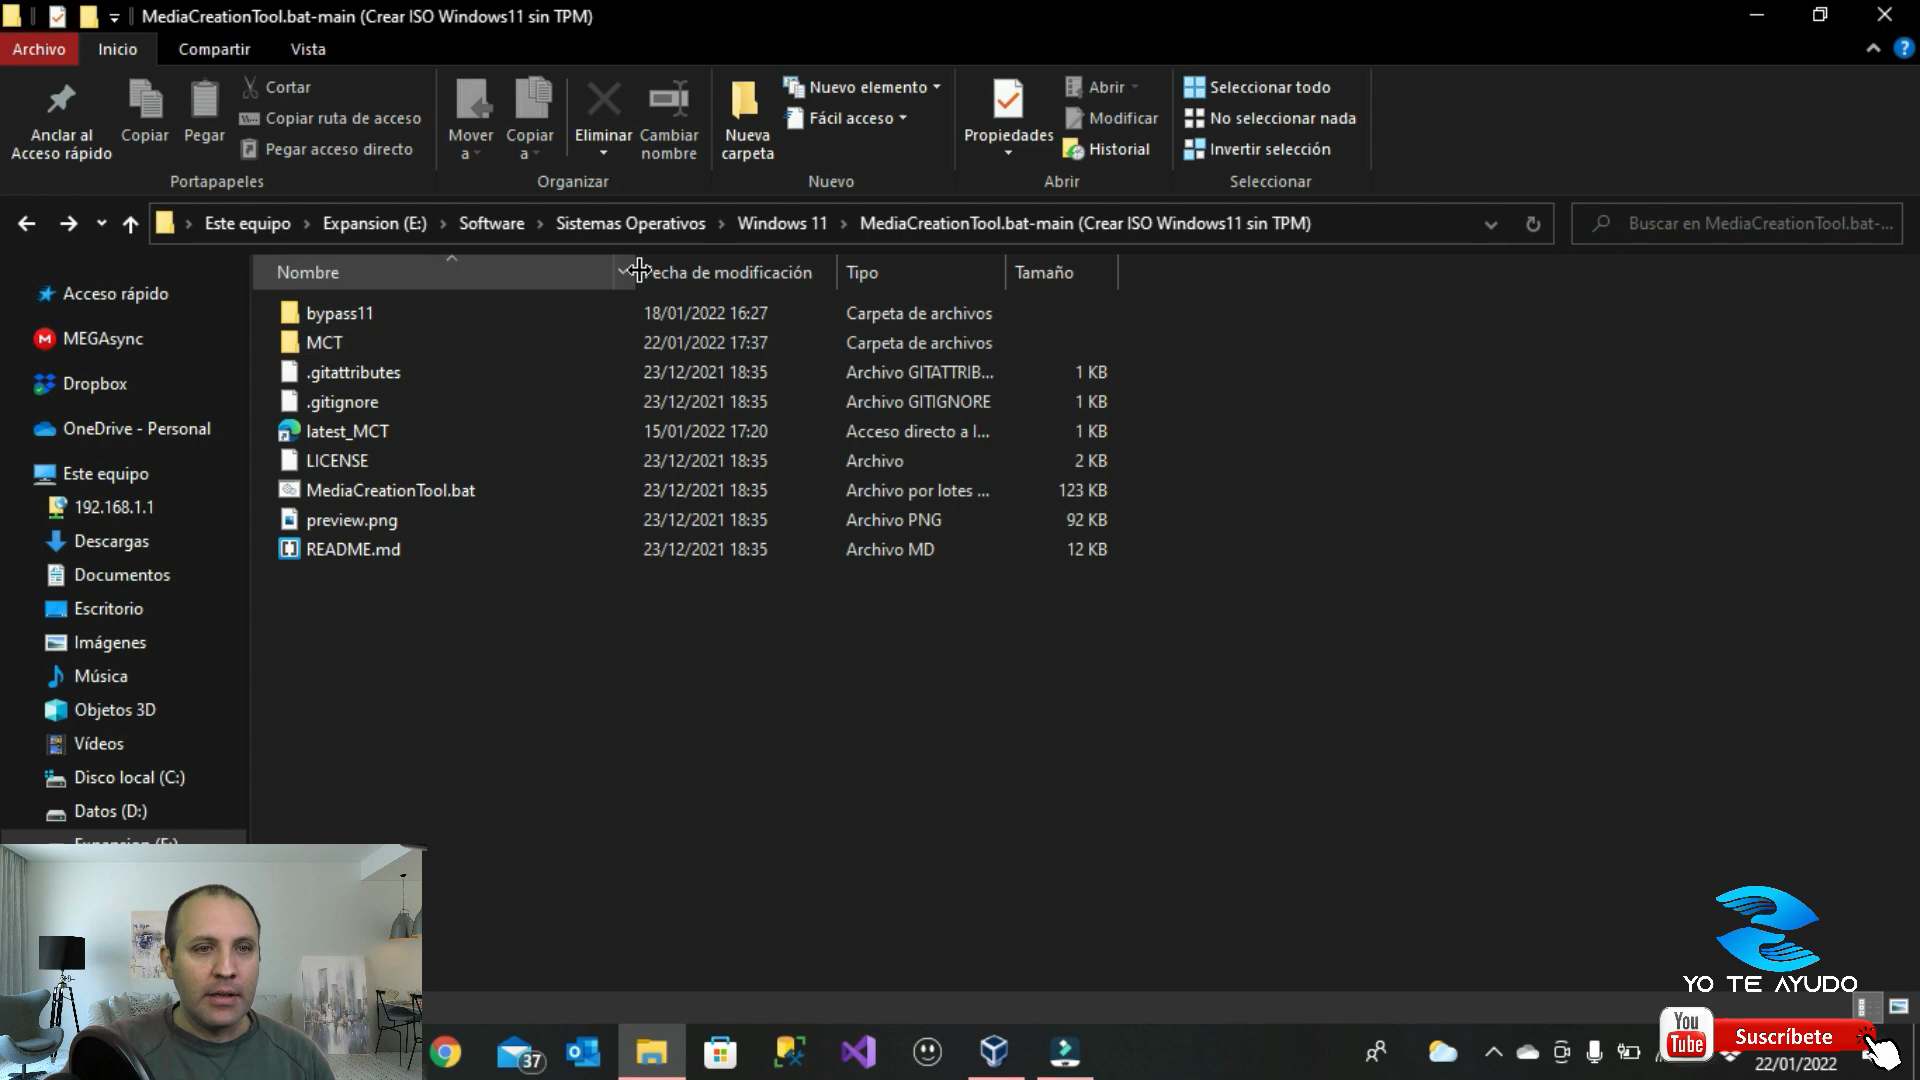 MediaCreationTool.bat-main (Crear ISO Windows11 sin TPM)
Archivo Inicio Compartir Vista
Anclar al
Acceso rápido
Copiar
Pegar
Cortar
Copiar ruta de acceso
Pegar acceso directo
Portapapeles
Mover
a
Copiar
a
Eliminar
Cambiar
nombre
Organizar
Nueva
carpeta
Nuevo elemento
Fácil acceso
Nuevo
Propiedades
Abrir
Modificar
Historial
Abrir
Seleccionar todo
No seleccionar nada
Invertir selección
Seleccionar
Este equipo > Expansion (E:) > Software > Sistemas Operativos > Windows 11 > MediaCreationTool.bat-main (Crear ISO Windows11 sin TPM)
Buscar en MediaCreationTool.bat-...
Acceso rápido
MEGAsync
Dropbox
OneDrive - Personal
Este equipo
192.168.1.1
Descargas
Documentos
Escritorio
Imágenes
Música
Objetos 3D
Vídeos
Disco local (C:)
Datos (D:)
Expansion (E:)
Nombre Fecha de modificación Tipo Tamaño
bypass11 18/01/2022 16:27 Carpeta de archivos
MCT 22/01/2022 17:37 Carpeta de archivos
.gitattributes 23/12/2021 18:35 Archivo GITATTRIB... 1 KB
.gitignore 23/12/2021 18:35 Archivo GITIGNORE 1 KB
latest_MCT 15/01/2022 17:20 Acceso directo a l... 1 KB
LICENSE 23/12/2021 18:35 Archivo 2 KB
MediaCreationTool.bat 23/12/2021 18:35 Archivo por lotes ... 123 KB
preview.png 23/12/2021 18:35 Archivo PNG 92 KB
README.md 23/12/2021 18:35 Archivo MD 12 KB
YO TE AYUDO
You
Tube
Suscríbete
37
22/01/2022